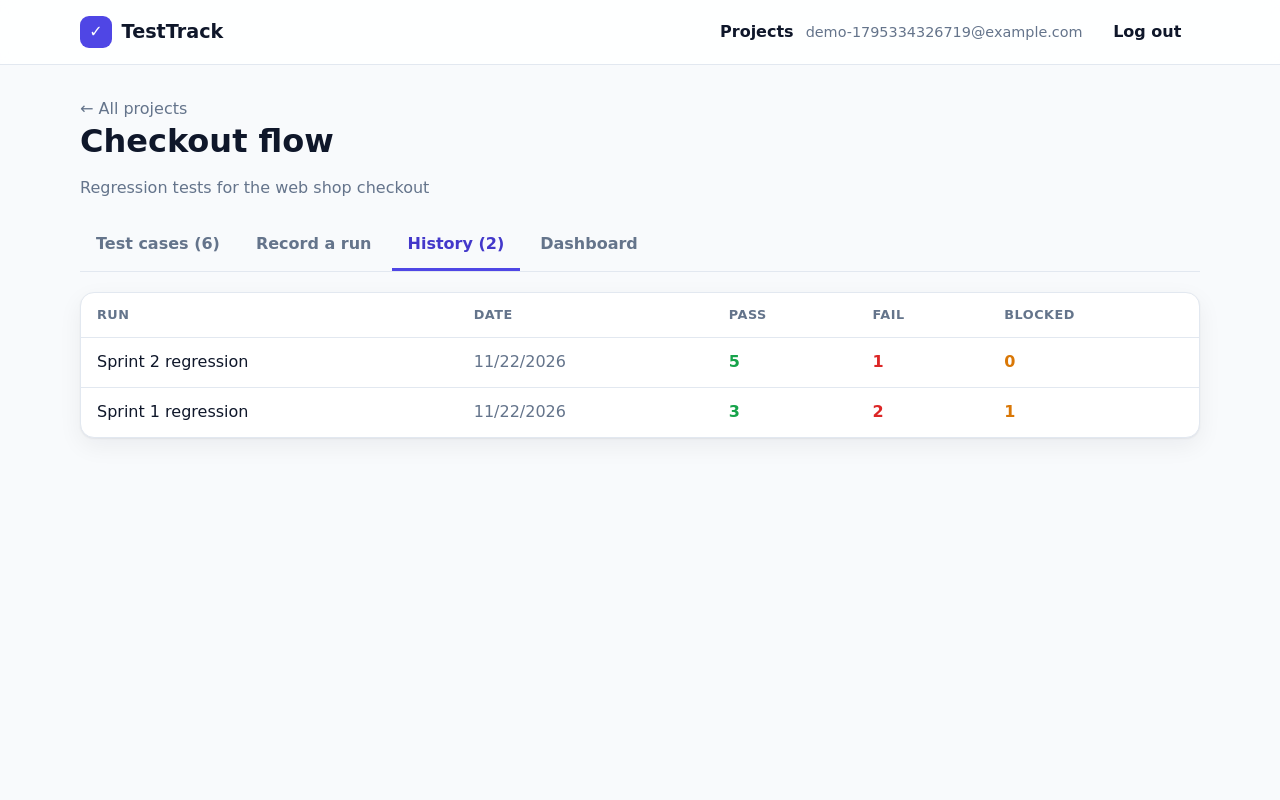 ✓ TestTrack Projects demo-1795334326719@example.com Log out
← All projects
Checkout flow
Regression tests for the web shop checkout
Test cases (6) Record a run History (2) Dashboard
RUN DATE PASS FAIL BLOCKED
Sprint 2 regression 11/22/2026 5 1 0
Sprint 1 regression 11/22/2026 3 2 1